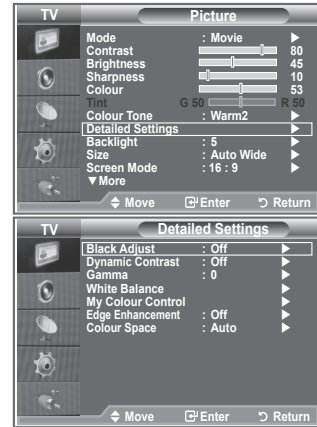 TV Picture
Mode : Movie
Contrast 80
Brightness 45
Sharpness 10
Colour 53
Tint G 50 R 50
Colour Tone : Warm2
Detailed Settings
Backlight : 5
Size : Auto Wide
Screen Mode : 16 : 9
▼More
Move Enter Return
TV Detailed Settings
Black Adjust : Off
Dynamic Contrast : Off
Gamma : 0
White Balance
My Colour Control
Edge Enhancement : Off
Colour Space : Auto
Move Enter Return